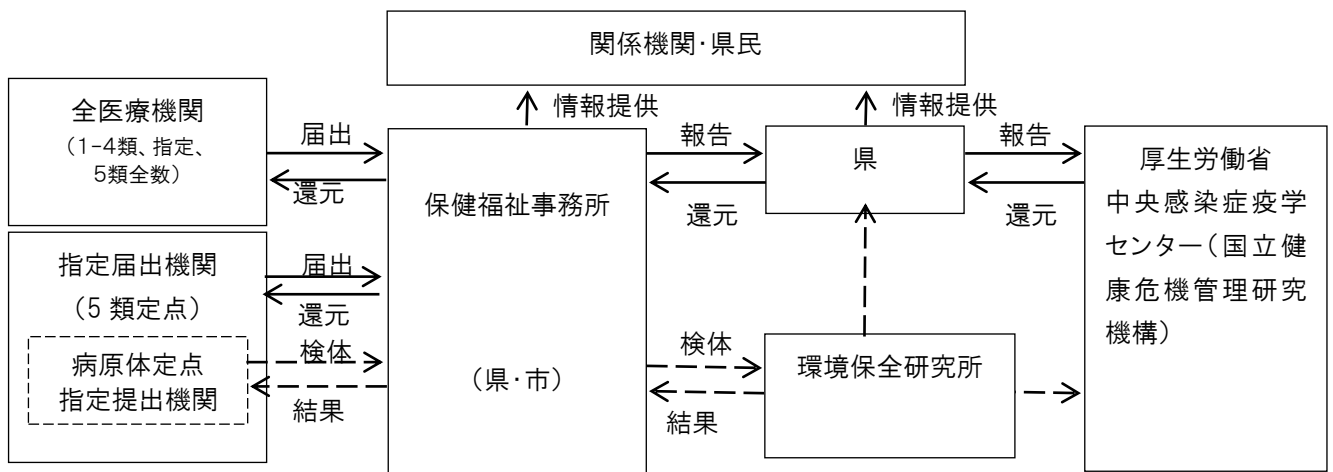 関係機関・県民
全医療機関
（1-4類、指定、
5類全数）
届出
還元
指定届出機関
（5 類定点）
届出
還元
病原体定点
指定提出機関
検体
結果
情報提供
保健福祉事務所
（県・市）
報告
還元
検体
結果
情報提供
県
環境保全研究所
報告
還元
厚生労働省
中央感染症疫学
センター（国立健
康危機管理研究
機構）